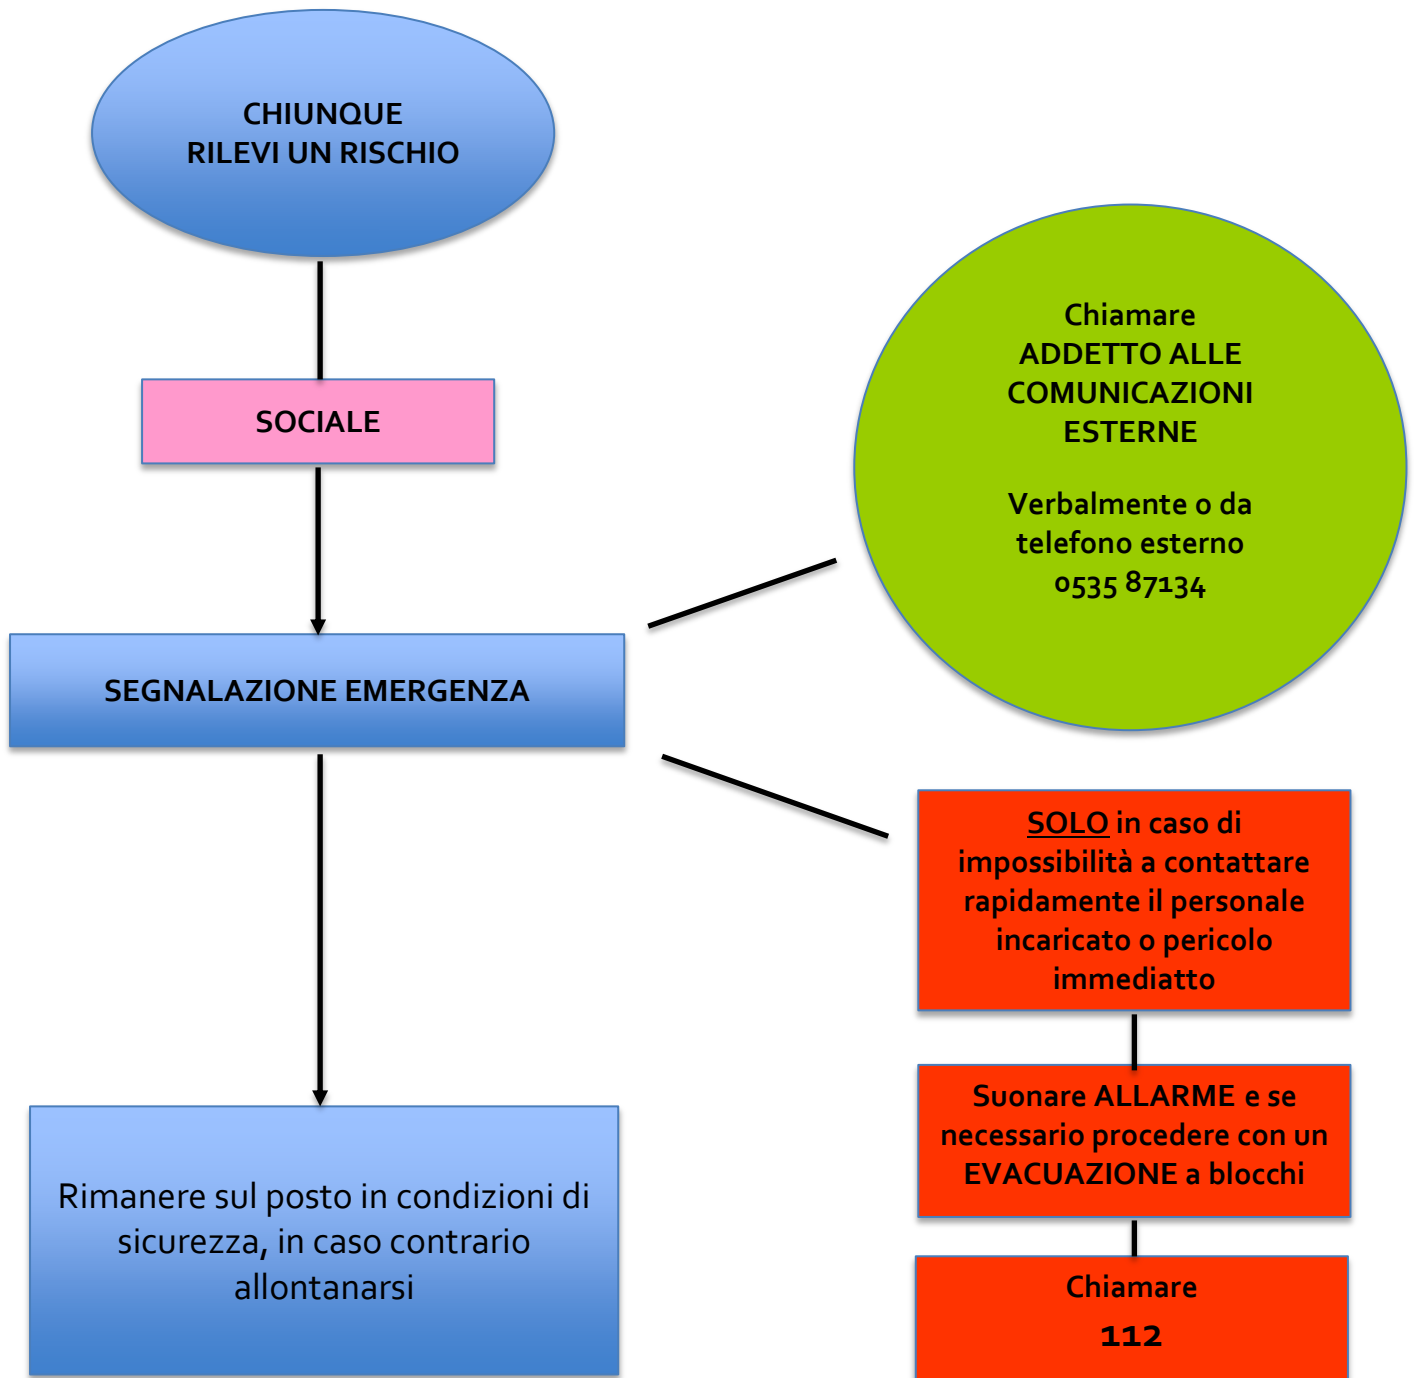 CHIUNQUE
RILEVI UN RISCHIO
SOCIALE
SEGNALAZIONE EMERGENZA
Rimanere sul posto in condizioni di
sicurezza, in caso contrario
allontanarsi
Chiamare
ADDETTO ALLE
COMUNICAZIONI
ESTERNE
Verbalmente o da
telefono esterno
0535 87134
SOLO in caso di
impossibilità a contattare
rapidamente il personale
incaricato o pericolo
immediatto
Suonare ALLARME e se
necessario procedere con un
EVACUAZIONE a blocchi
Chiamare
112